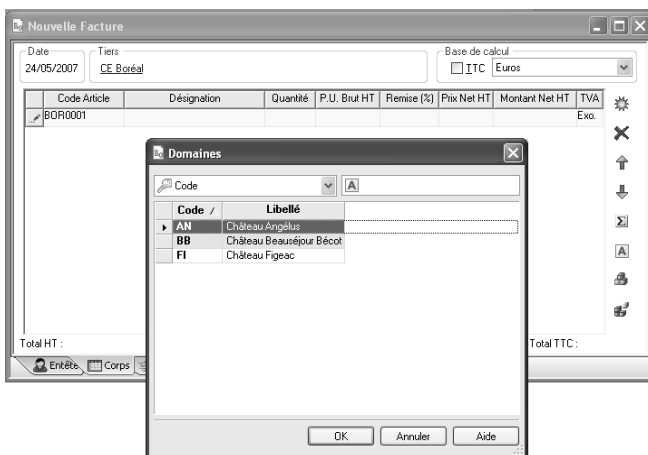 Nouvelle Facture
Date Tiers Base de calcul
24/05/2007 CE Boréal TTC Euros
Code Article Désignation Quantité P.U. Brut HT Remise (%) Prix Net HT Montant Net HT TVA
BOR0001 Exo.
Domaines
Code A
Code / Libellé
AN Château Angélus
BB Château Beauséjour Bécot
FI Château Figeac
Σ
A
Total HT : Total TTC :
Entête Corps
OK Annuler Aide